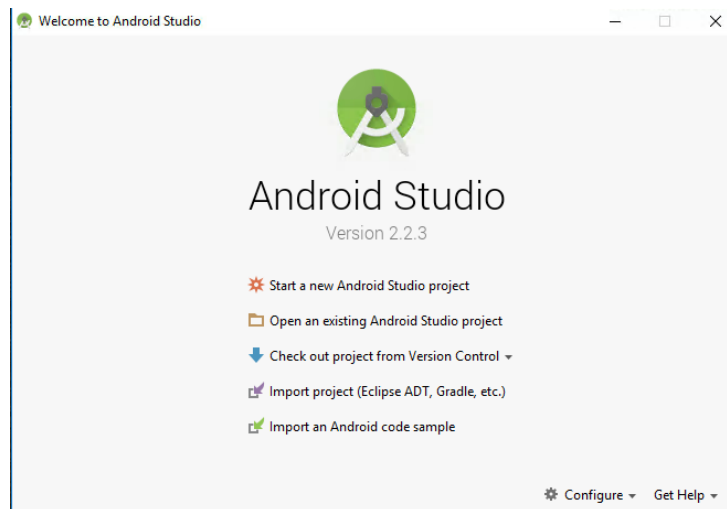 Welcome to Android Studio
Android Studio
Version 2.2.3
Start a new Android Studio project
Open an existing Android Studio project
Check out project from Version Control
Import project (Eclipse ADT, Gradle, etc.)
Import an Android code sample
Configure Get Help